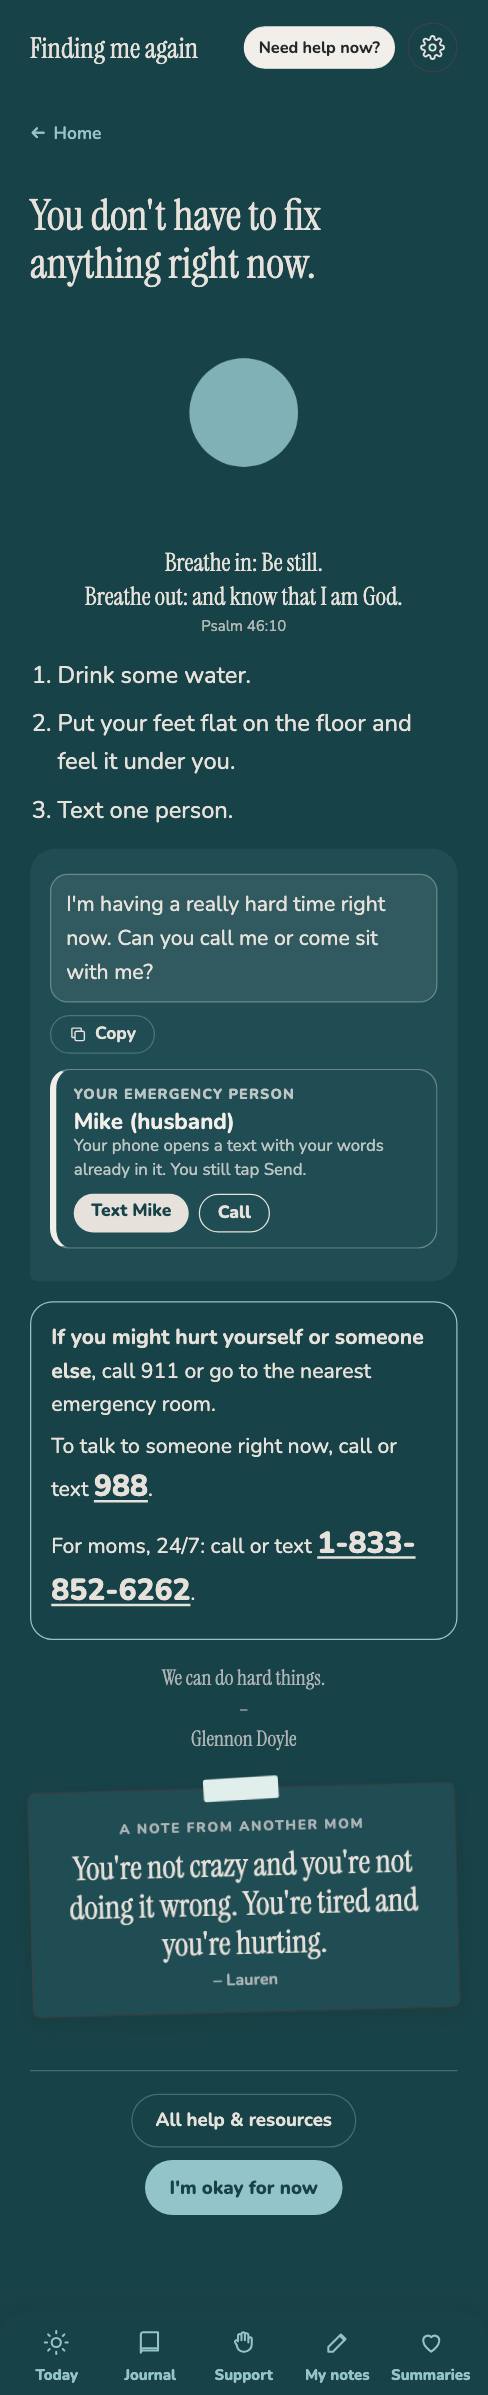 Finding me again
Need help now?
← Home
You don't have to fix
anything right now.
Breathe in: Be still.
Breathe out: and know that I am God.
Psalm 46:10
1. Drink some water.
2. Put your feet flat on the floor and
feel it under you.
3. Text one person.
I'm having a really hard time right
now. Can you call me or come sit
with me?
Copy
YOUR EMERGENCY PERSON
Mike (husband)
Your phone opens a text with your words
already in it. You still tap Send.
Text Mike
Call
If you might hurt yourself or someone
else, call 911 or go to the nearest
emergency room.
To talk to someone right now, call or
text 988.
For moms, 24/7: call or text 1-833-
852-6262.
We can do hard things.
–
Glennon Doyle
A NOTE FROM ANOTHER MOM
You're not crazy and you're not
doing it wrong. You're tired and
you're hurting.
– Lauren
All help & resources
I'm okay for now
Today
Journal
Support
My notes
Summaries